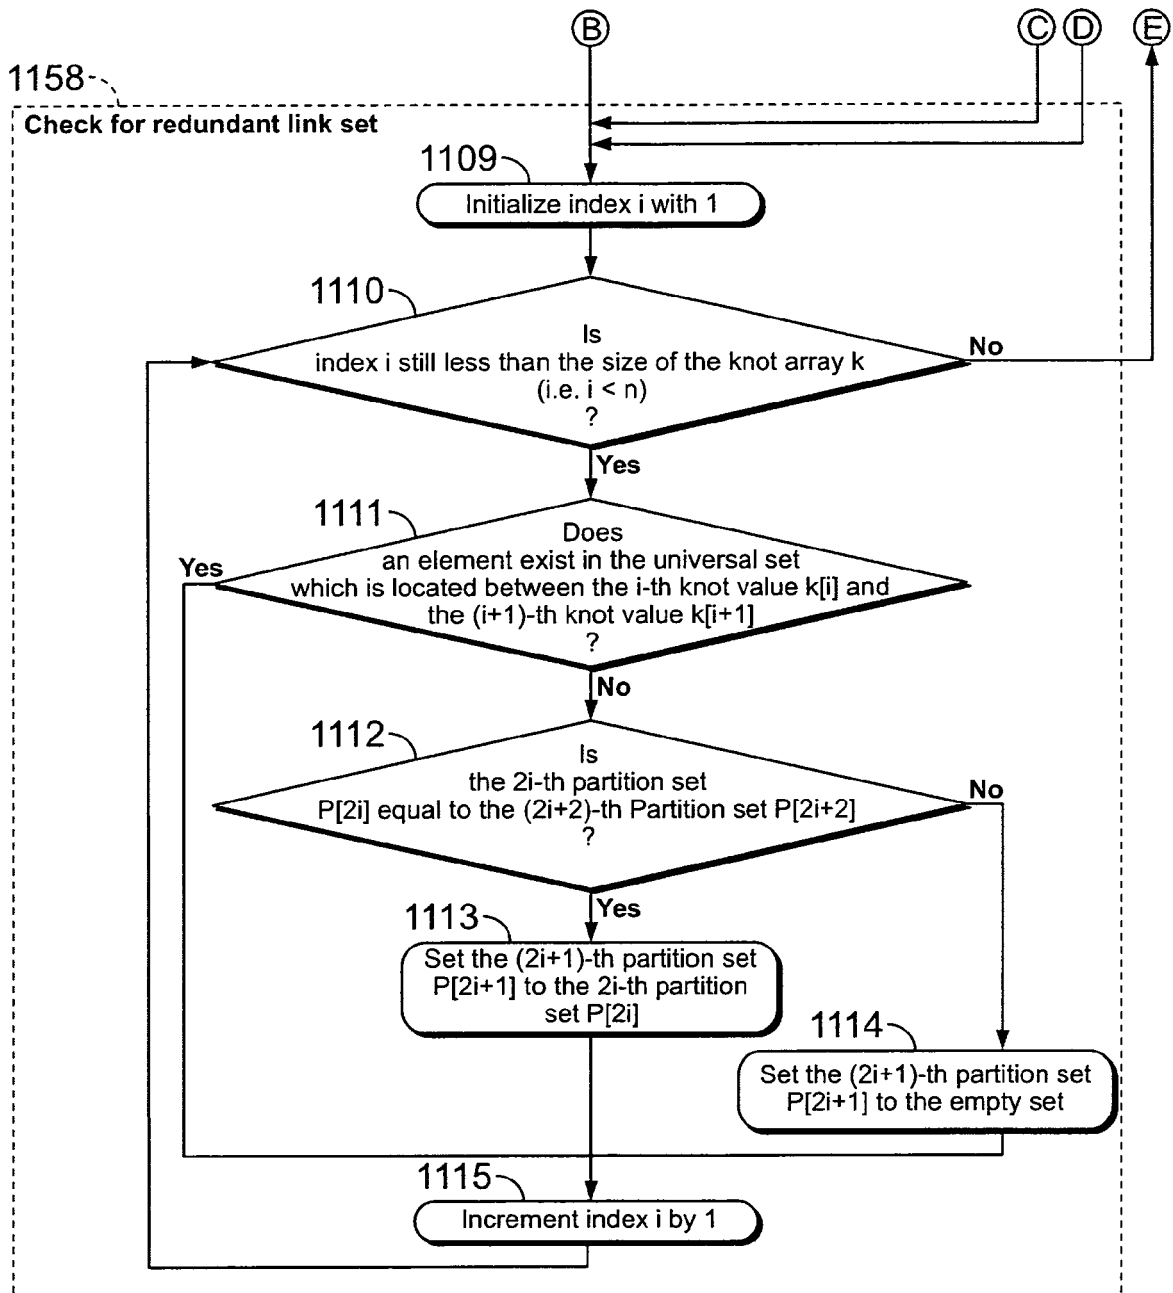 B
C
D
E
1158
Check for redundant link set
1109
Initialize index i with 1
1110
Is
index i still less than the size of the knot array k
(i.e. i < n)
?
No
Yes
1111
Does
an element exist in the universal set
which is located between the i-th knot value k[i] and
the (i+1)-th knot value k[i+1]
?
Yes
No
1112
Is
the 2i-th partition set
P[2i] equal to the (2i+2)-th Partition set P[2i+2]
?
No
Yes
1113
Set the (2i+1)-th partition set
P[2i+1] to the 2i-th partition
set P[2i]
1114
Set the (2i+1)-th partition set
P[2i+1] to the empty set
1115
Increment index i by 1